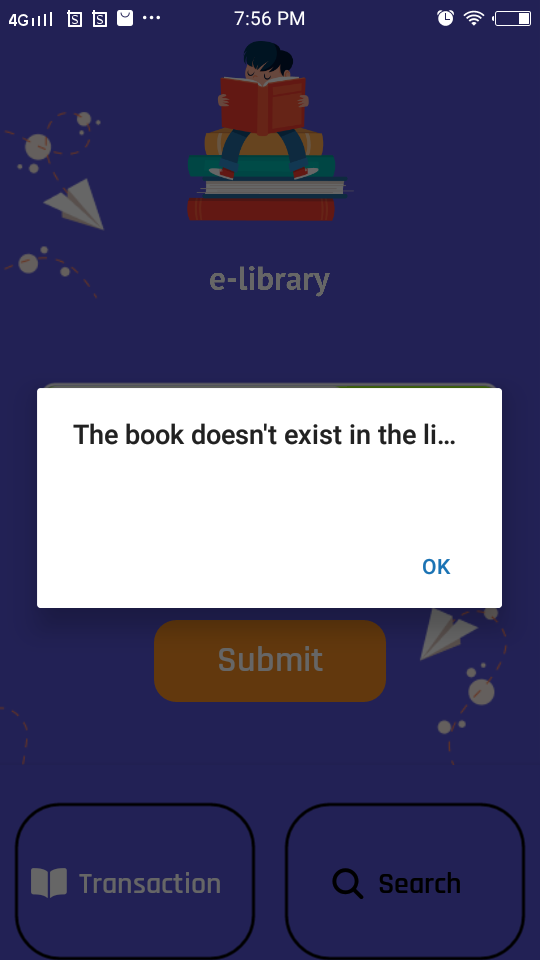 4G
7:56 PM
e-library
The book doesn't exist in the li...
OK
Submit
Transaction
Search